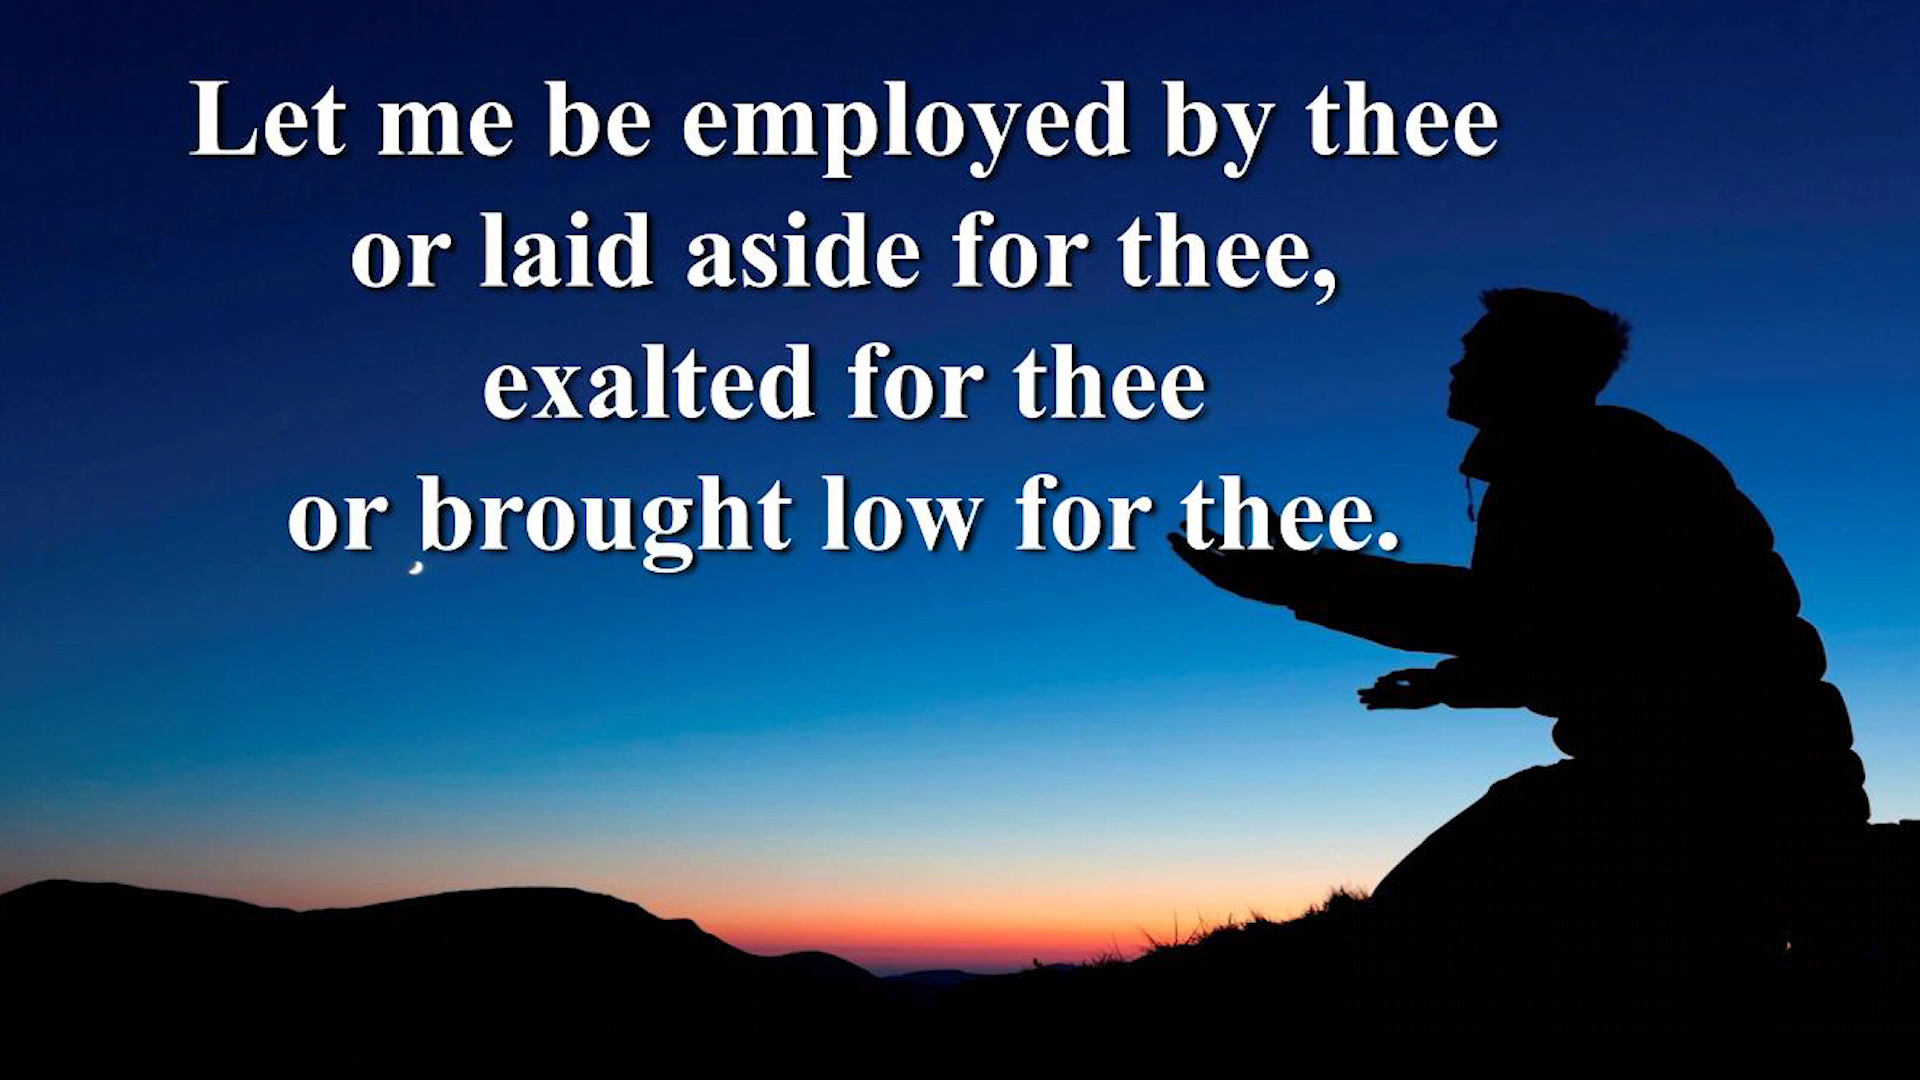 Let me be employed by thee
or laid aside for thee,
exalted for thee
or brought low for thee.